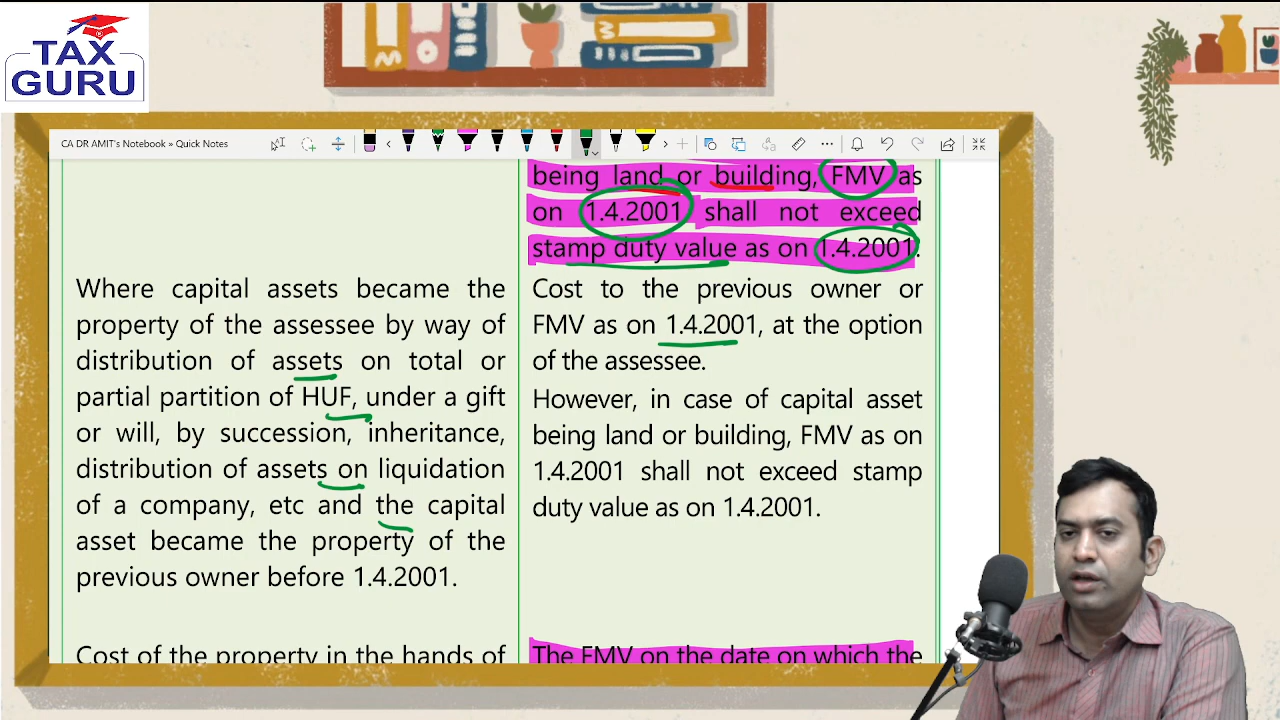 TAX
GURU
CA DR AMIT's Notebook » Quick Notes
being land or building, FMV as
on 1.4.2001 shall not exceed
stamp duty value as on 1.4.2001.
Where capital assets became the
property of the assessee by way of
distribution of assets on total or
partial partition of HUF, under a gift
or will, by succession, inheritance,
distribution of assets on liquidation
of a company, etc and the capital
asset became the property of the
previous owner before 1.4.2001.
Cost to the previous owner or
FMV as on 1.4.2001, at the option
of the assessee.
However, in case of capital asset
being land or building, FMV as on
1.4.2001 shall not exceed stamp
duty value as on 1.4.2001.
Cost of the property in the hands of
The FMV on the date on which the